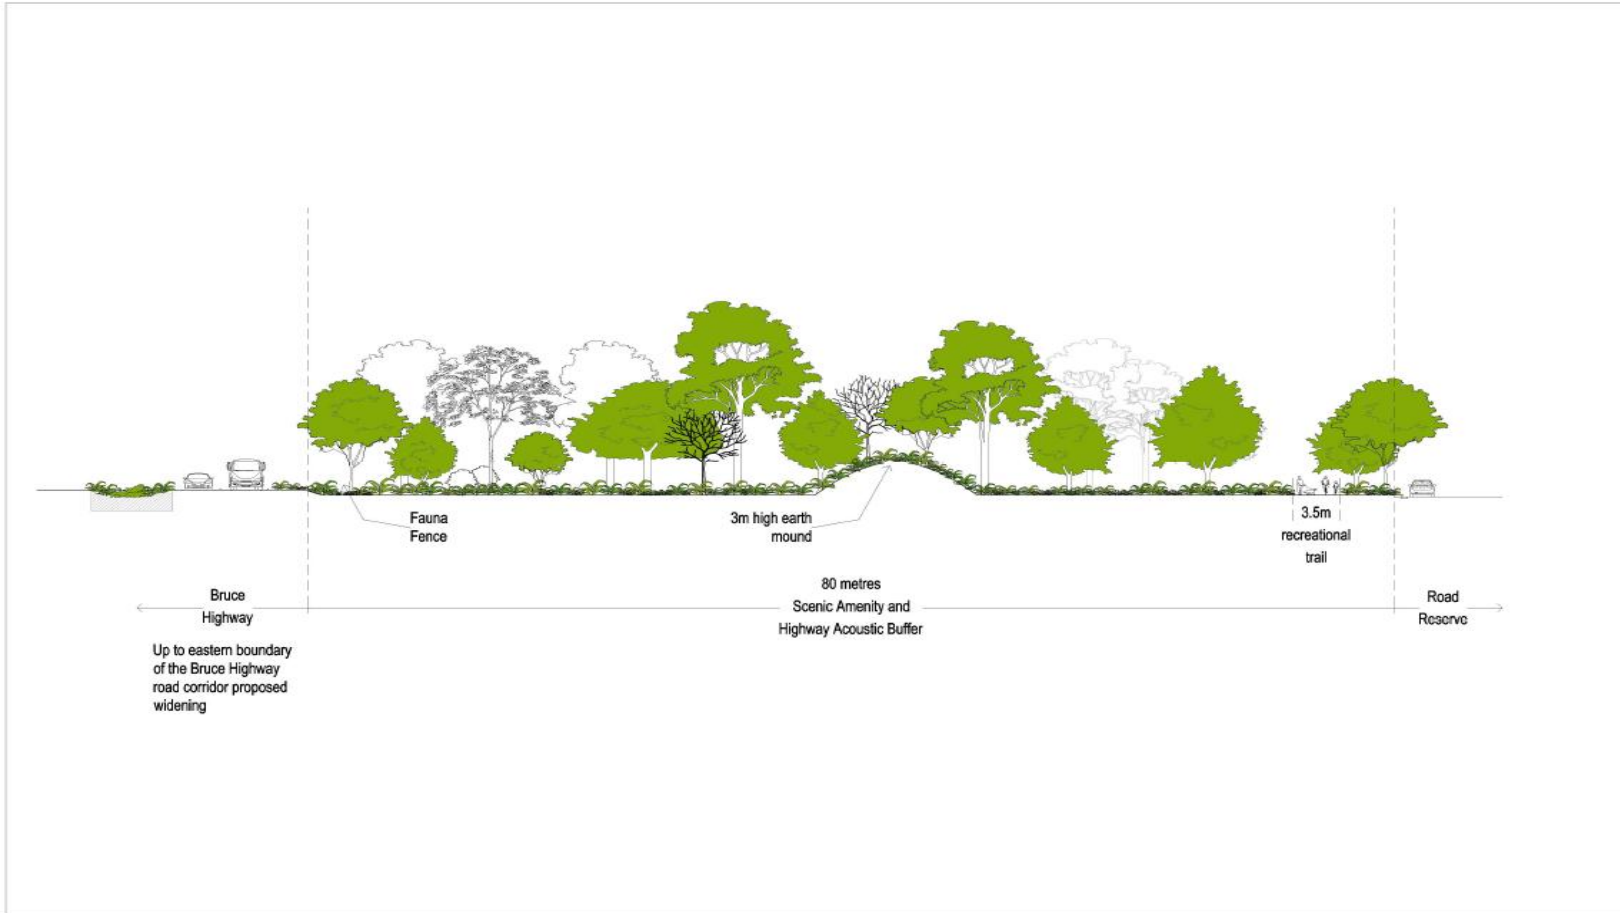 Fauna
Fence
3m high earth
mound
3.5m
recreational
trail
Bruce
Highway
80 metres
Scenic Amenity and
Highway Acoustic Buffer
Road
Reserve
Up to eastern boundary
of the Bruce Highway
road corridor proposed
widening